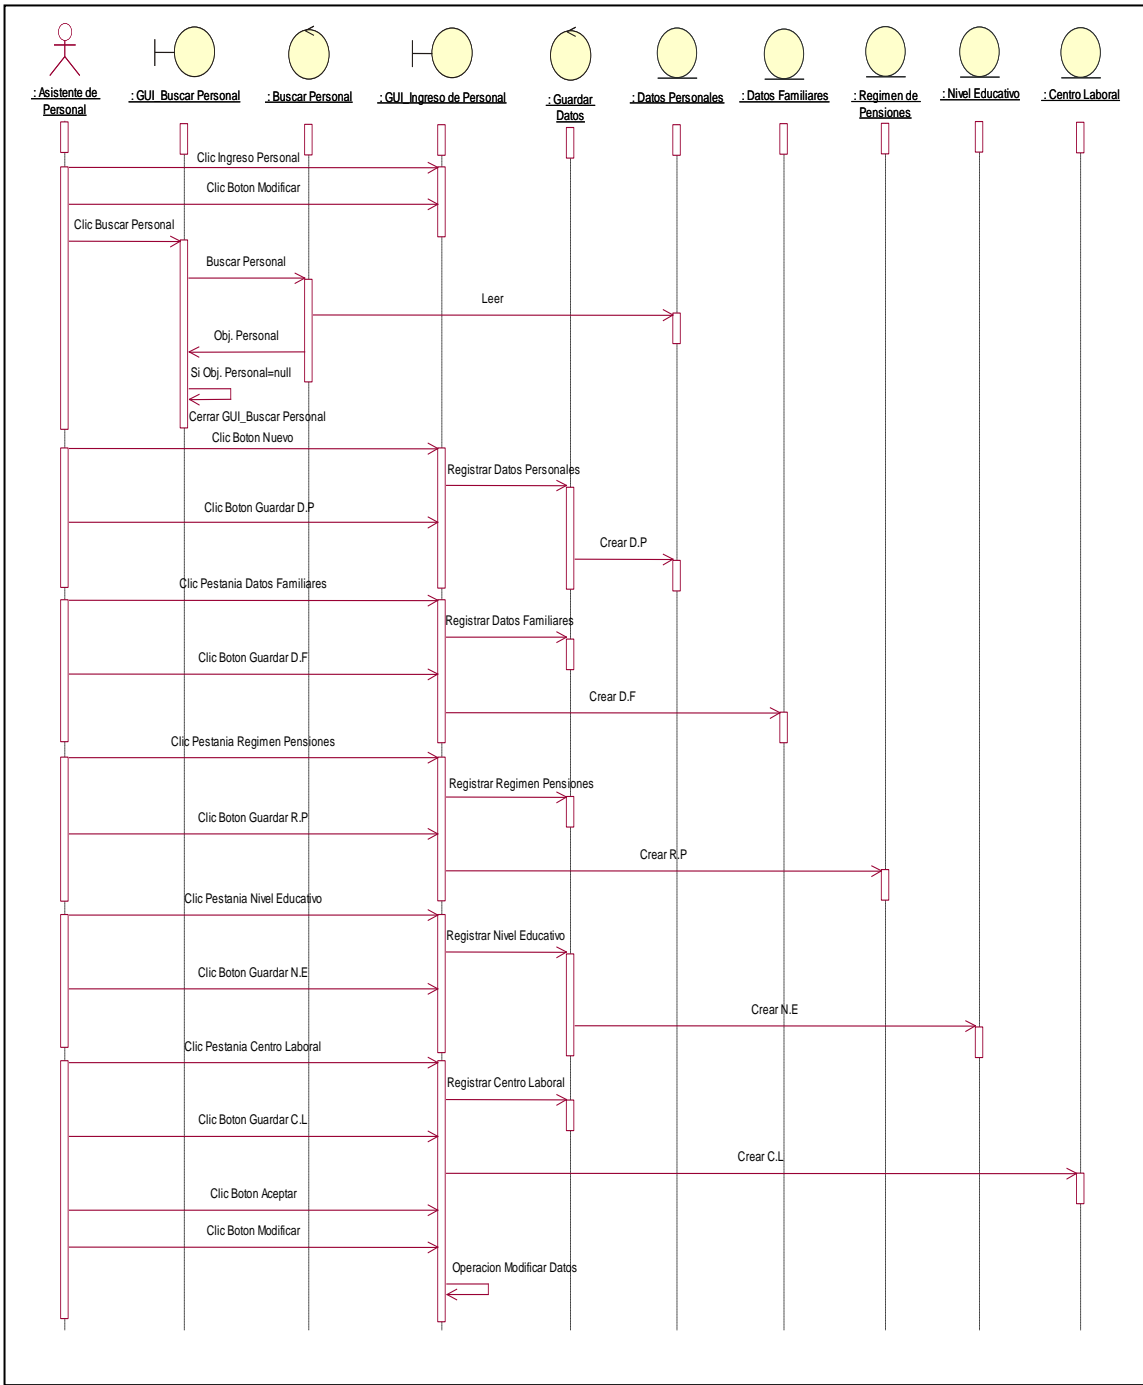 : Asistente de
Personal
: GUI_Buscar Personal
: Buscar Personal
: GUI_Ingreso de Personal
: Guardar
Datos
: Datos Personales
: Datos Familiares
: Regimen de
Pensiones
: Nivel Educativo
: Centro Laboral
Clic Ingreso Personal
Clic Boton Modificar
Clic Buscar Personal
Buscar Personal
Leer
Obj. Personal
Si Obj. Personal=null
Cerrar GUI_Buscar Personal
Clic Boton Nuevo
Registrar Datos Personales
Clic Boton Guardar D.P
Crear D.P
Clic Pestania Datos Familiares
Registrar Datos Familiares
Clic Boton Guardar D.F
Crear D.F
Clic Pestania Regimen Pensiones
Registrar Regimen Pensiones
Clic Boton Guardar R.P
Crear R.P
Clic Pestania Nivel Educativo
Registrar Nivel Educativo
Clic Boton Guardar N.E
Crear N.E
Clic Pestania Centro Laboral
Registrar Centro Laboral
Clic Boton Guardar C.L
Crear C.L
Clic Boton Aceptar
Clic Boton Modificar
Operacion Modificar Datos